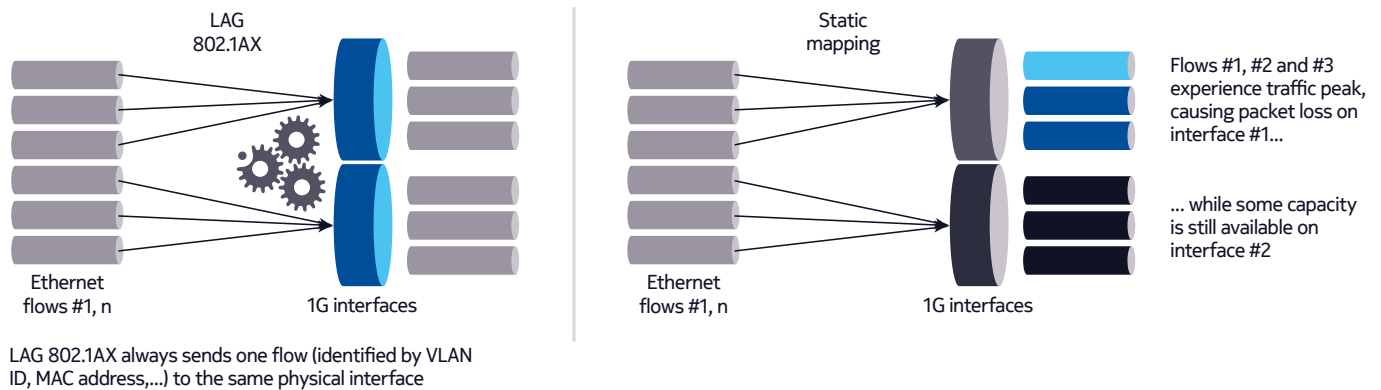 LAG
802.1AX
Ethernet
flows #1, n
1G interfaces
LAG 802.1AX always sends one flow (identified by VLAN
ID, MAC address,...) to the same physical interface
Static
mapping
Ethernet
flows #1, n
1G interfaces
Flows #1, #2 and #3
experience traffic peak,
causing packet loss on
interface #1...
... while some capacity
is still available on
interface #2